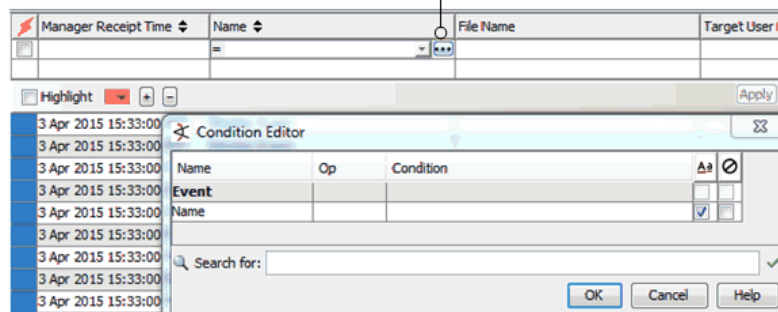 Manager Receipt Time Name File Name Target User
= ...
Highlight + - Apply
3 Apr 2015 15:33:00
Condition Editor
3 Apr 2015 15:33:00
3 Apr 2015 15:33:00 Name Op Condition Aa
3 Apr 2015 15:33:00 Event
3 Apr 2015 15:33:00 Name
3 Apr 2015 15:33:00
3 Apr 2015 15:33:00 Search for:
3 Apr 2015 15:33:00
3 Apr 2015 15:33:00 OK Cancel Help